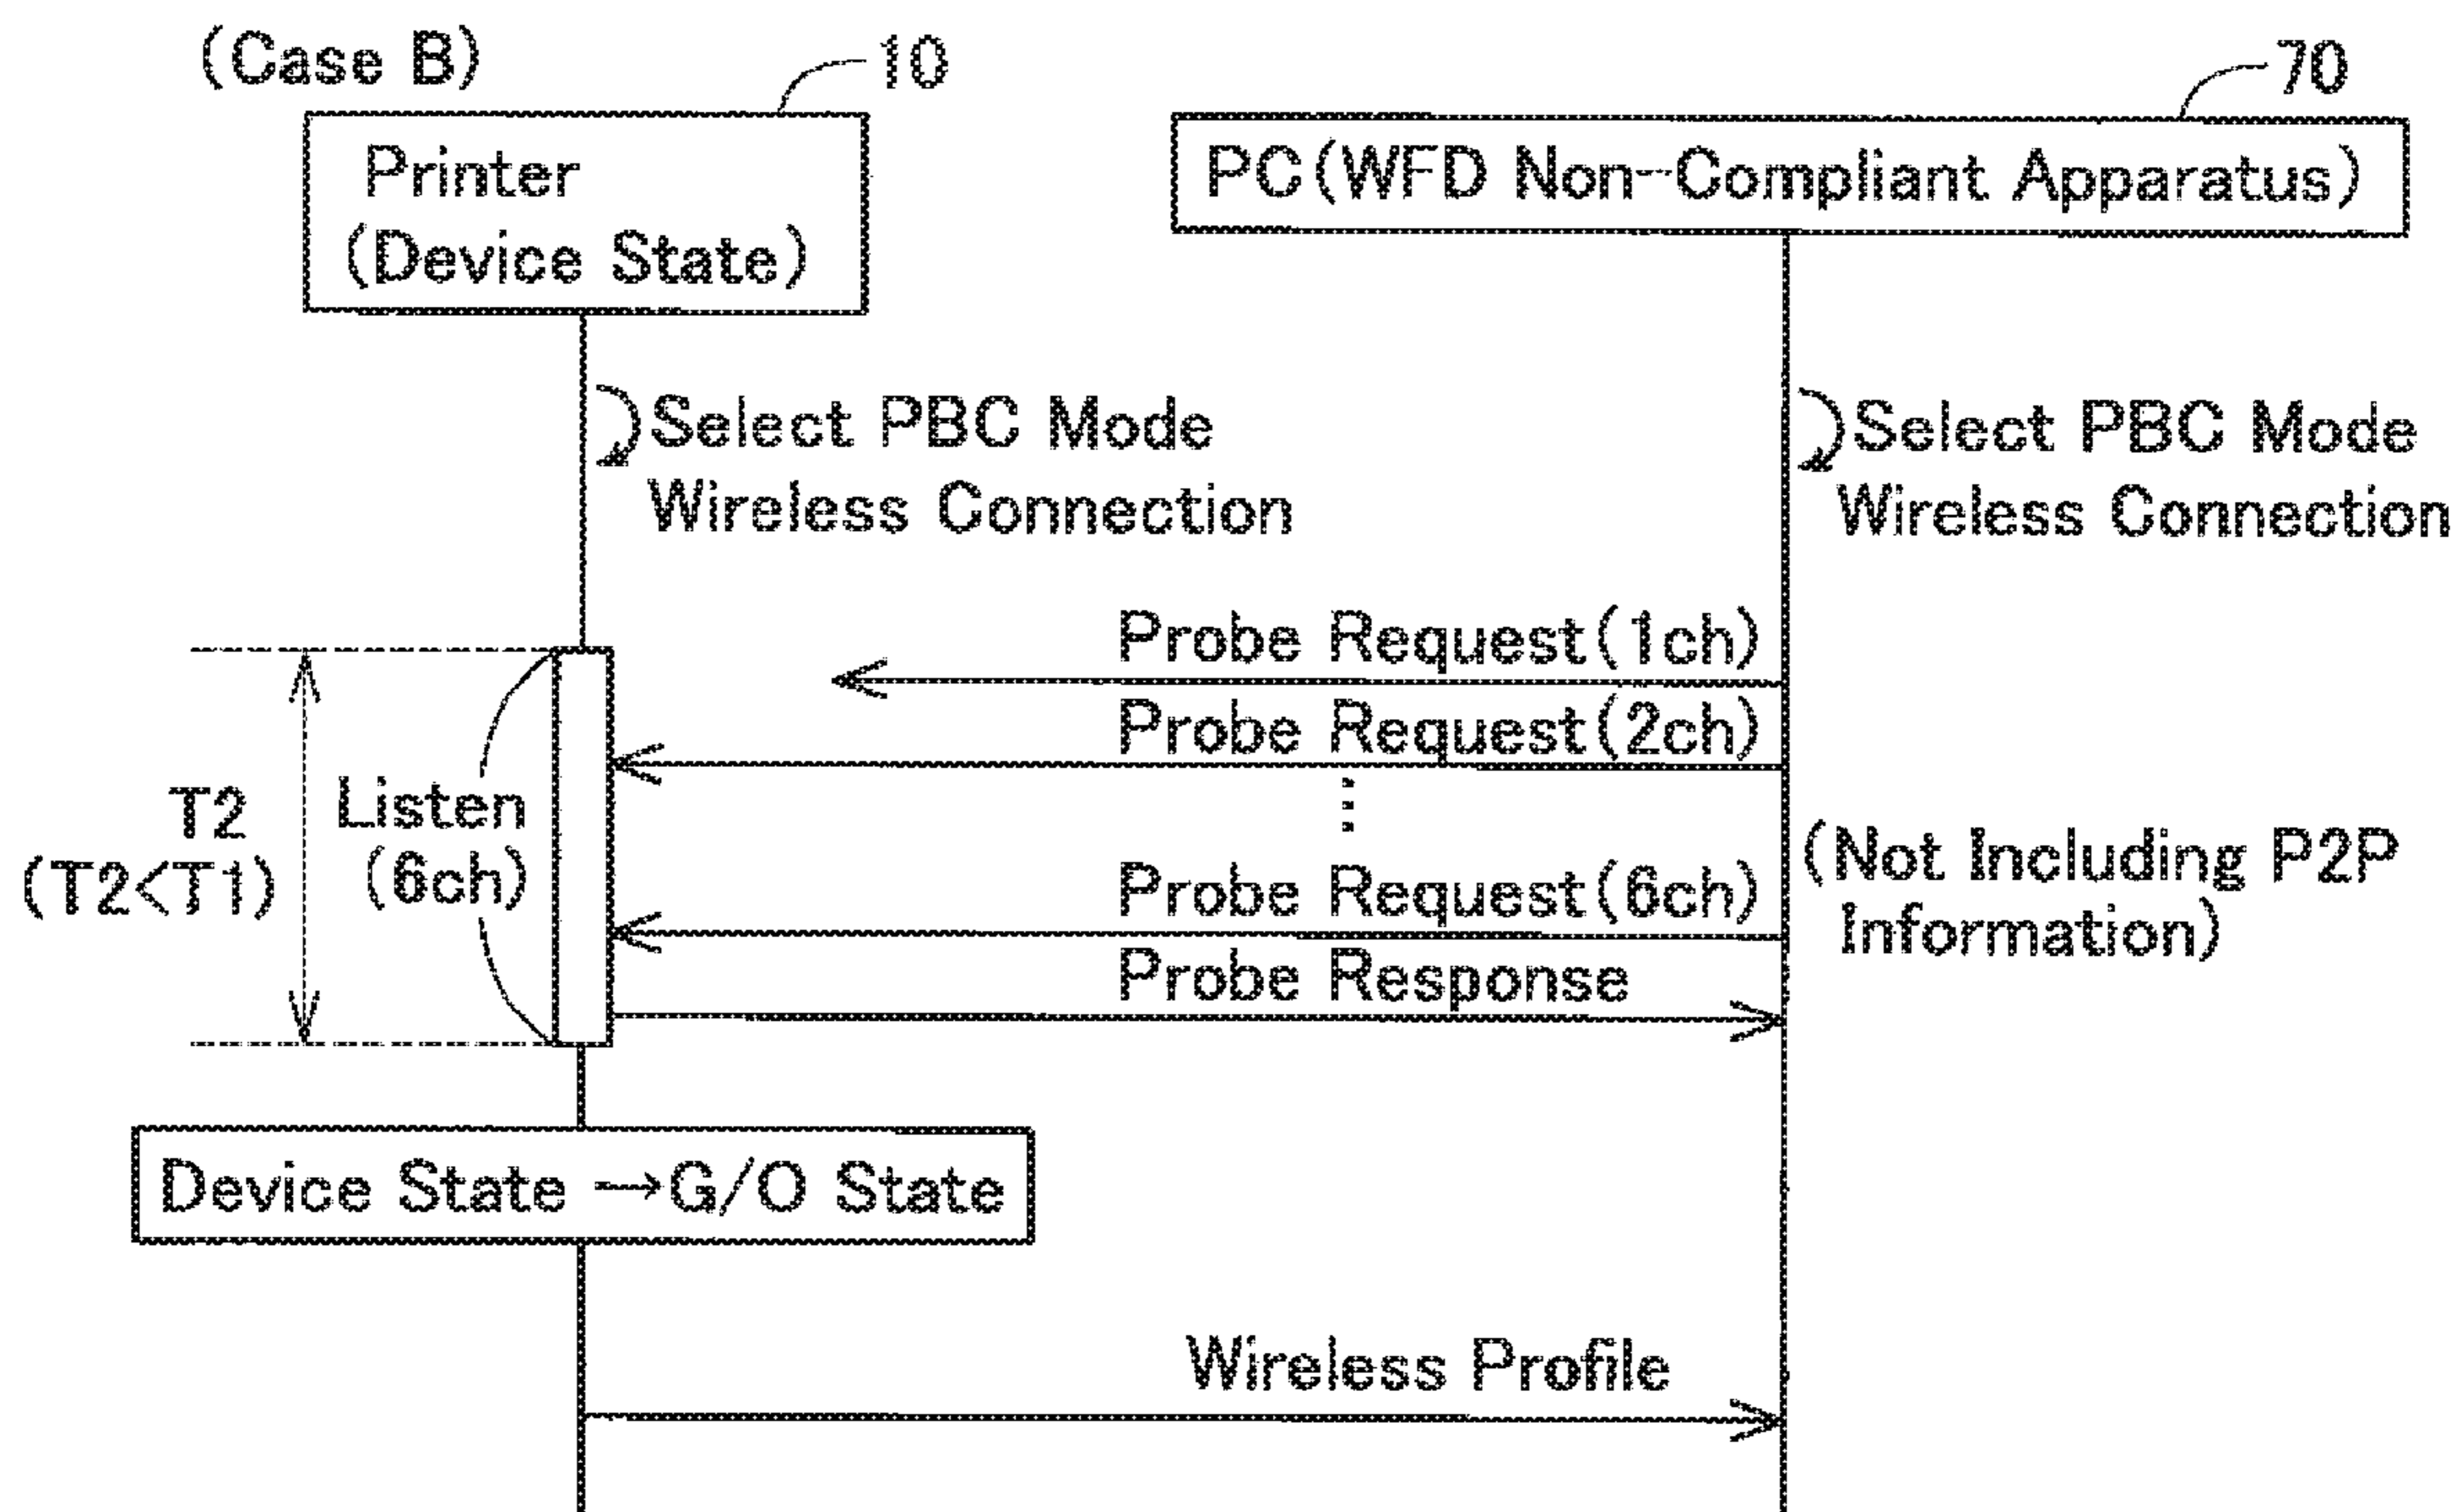 (Case B)
10
70
Printer
(Device State)
PC(WFD Non-Compliant Apparatus)
Select PBC Mode
Wireless Connection
Select PBC Mode
Wireless Connection
Probe Request(1ch)
Probe Request(2ch)
⋮
T2
(T2<T1)
Listen
(6ch)
Probe Request(6ch)
(Not Including P2P
Information)
Probe Response
Device State →G/O State
Wireless Profile